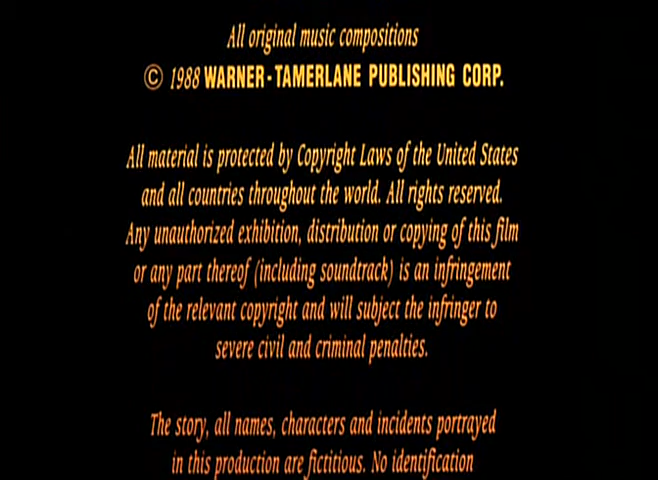 All original music compositions
© 1988 WARNER-TAMERLANE PUBLISHING CORP.
All material is protected by Copyright Laws of the United States
and all countries throughout the world. All rights reserved.
Any unauthorized exhibition, distribution or copying of this film
or any part thereof (including soundtrack) is an infringement
of the relevant copyright and will subject the infringer to
severe civil and criminal penalties.
The story, all names, characters and incidents portrayed
in this production are fictitious. No identification